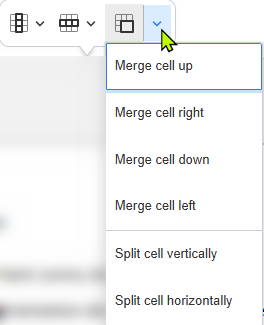 Merge cell up
Merge cell right
Merge cell down
Merge cell left
Split cell vertically
Split cell horizontally